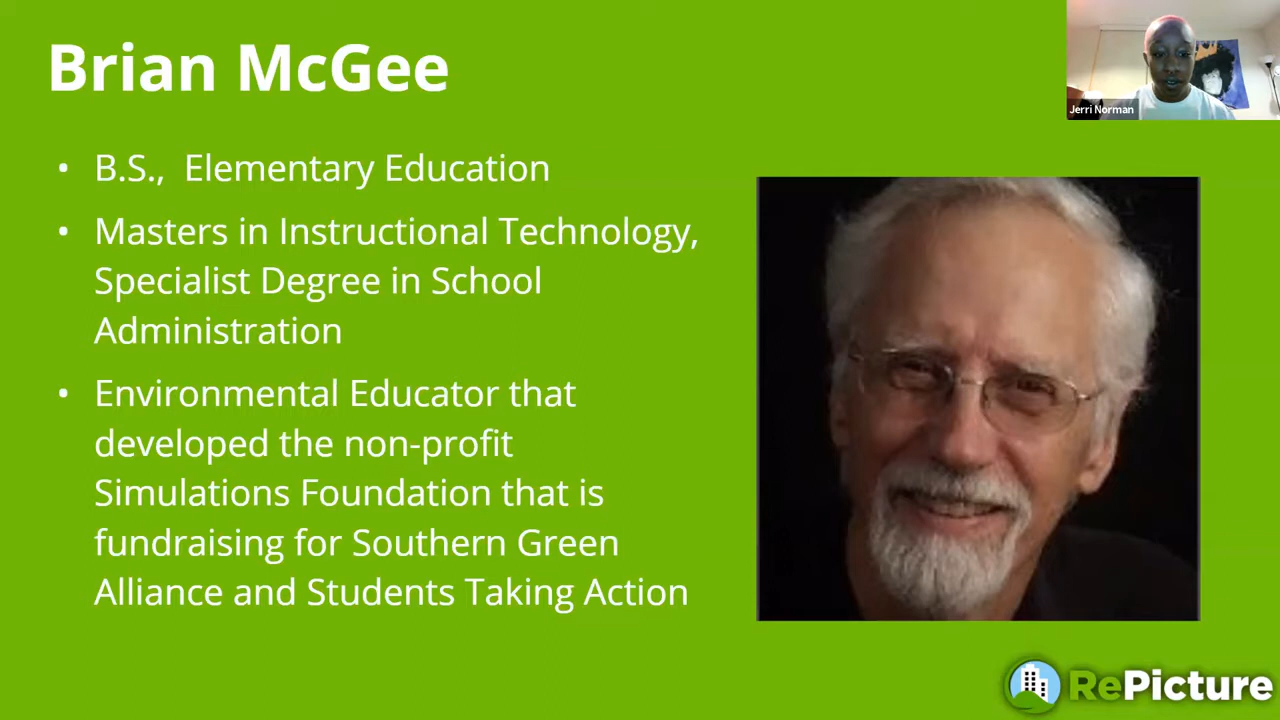 Brian McGee
Jerri Norman
• B.S., Elementary Education
• Masters in Instructional Technology,
Specialist Degree in School
Administration
• Environmental Educator that
developed the non-profit
Simulations Foundation that is
fundraising for Southern Green
Alliance and Students Taking Action
RePicture